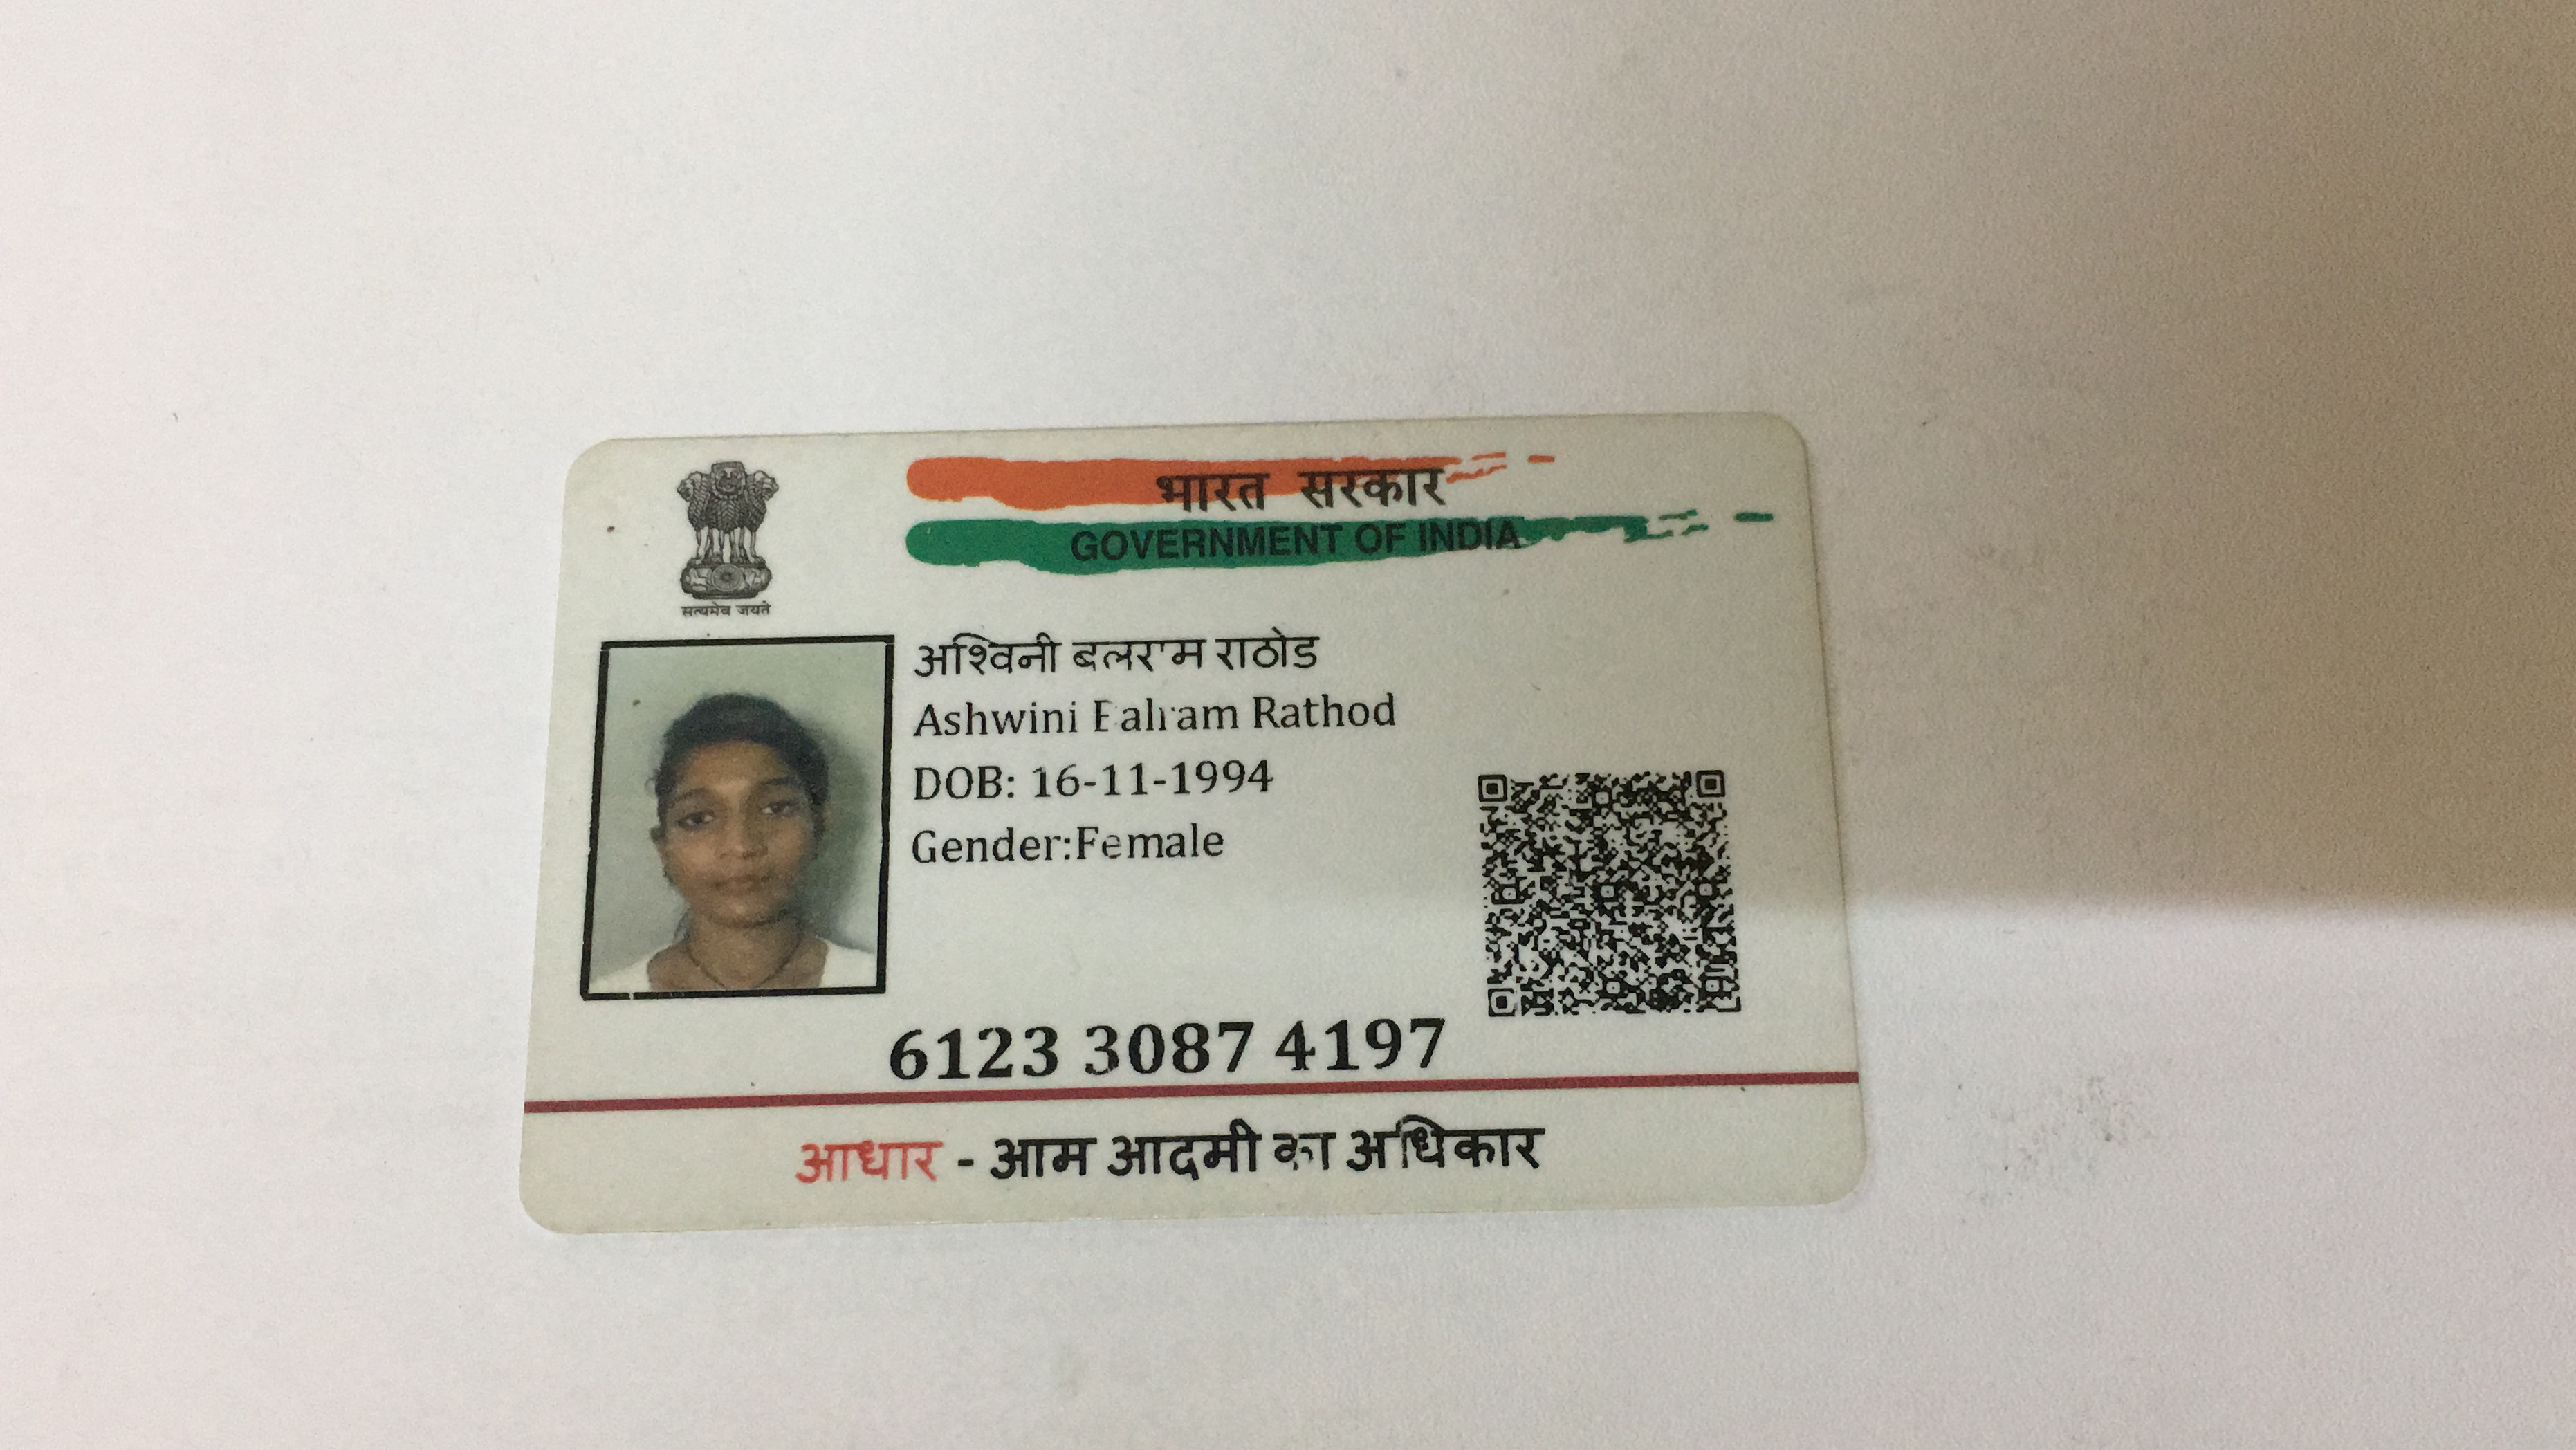 भारत सरकार
GOVERNMENT OF INDIA
सत्यमेव जयते
अश्विनी बलराम राठोड
Ashwini Balram Rathod
DOB: 16-11-1994
Gender:Female
6123 3087 4197
आधार - आम आदमी का अधिकार